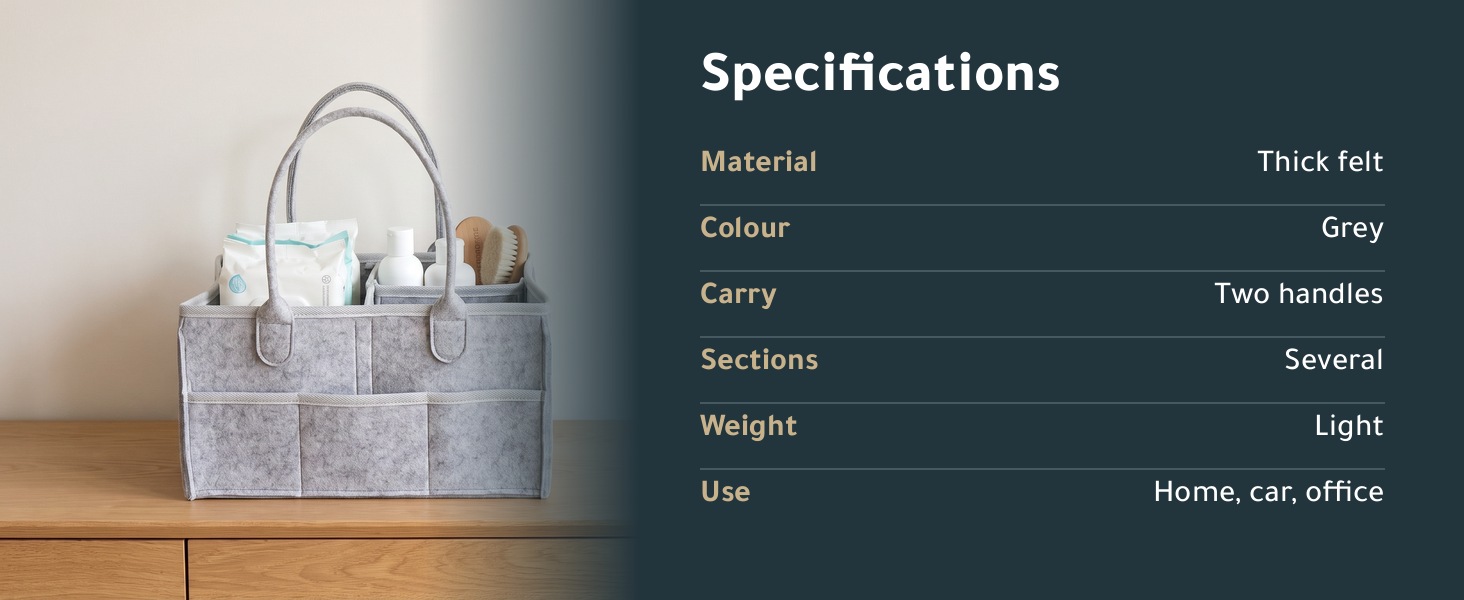 Specifications
Material Thick felt
Colour Grey
Carry Two handles
Sections Several
Weight Light
Use Home, car, office